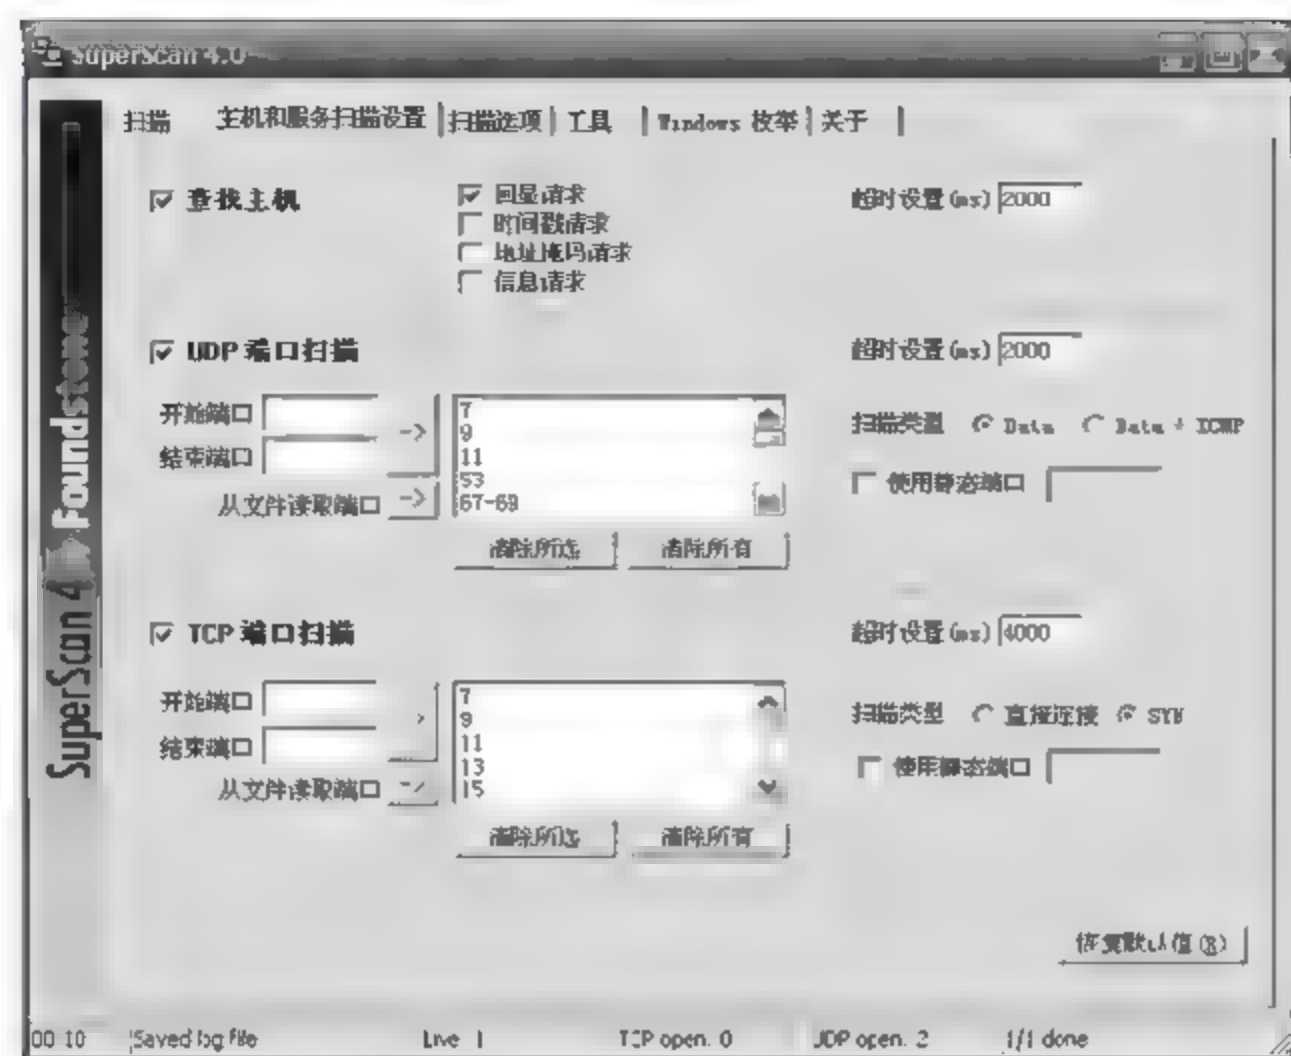 SuperScan 4.0
扫描 主机和服务扫描设置 扫描选项 工具 Windows 枚举 关于
查找主机
回显请求
时间戳请求
地址掩码请求
信息请求
超时设置(ms) 2000
UDP 端口扫描
超时设置(ms) 2000
开始端口
结束端口
从文件读取端口 ->
->
7
9
11
53
67-69
扫描类型 Data Data + ICMP
使用静态端口
清除所选 清除所有
TCP 端口扫描
超时设置(ms) 4000
开始端口
结束端口
从文件读取端口
7
9
11
13
15
扫描类型 直接连接 SYN
使用静态端口
清除所选 清除所有
恢复默认值(R)
SuperScan 4 Foundstone
00:10 Saved log file Live: 1 TCP open: 0 UDP open: 2 1/1 done